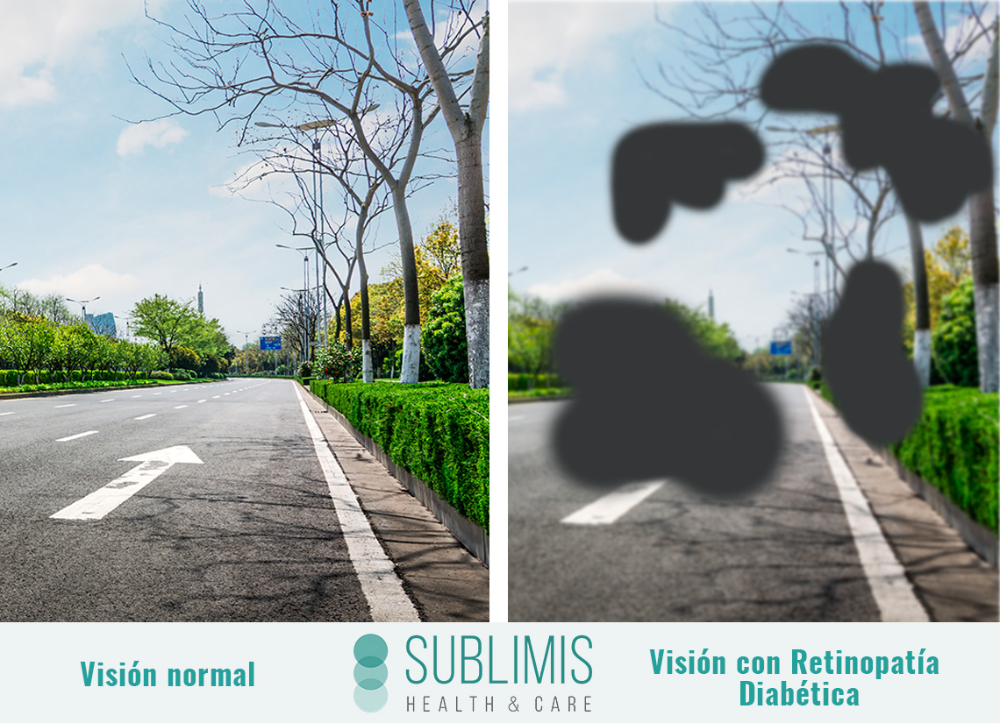 Visión normal
SUBLIMIS
HEALTH & CARE
Visión con Retinopatía
Diabética